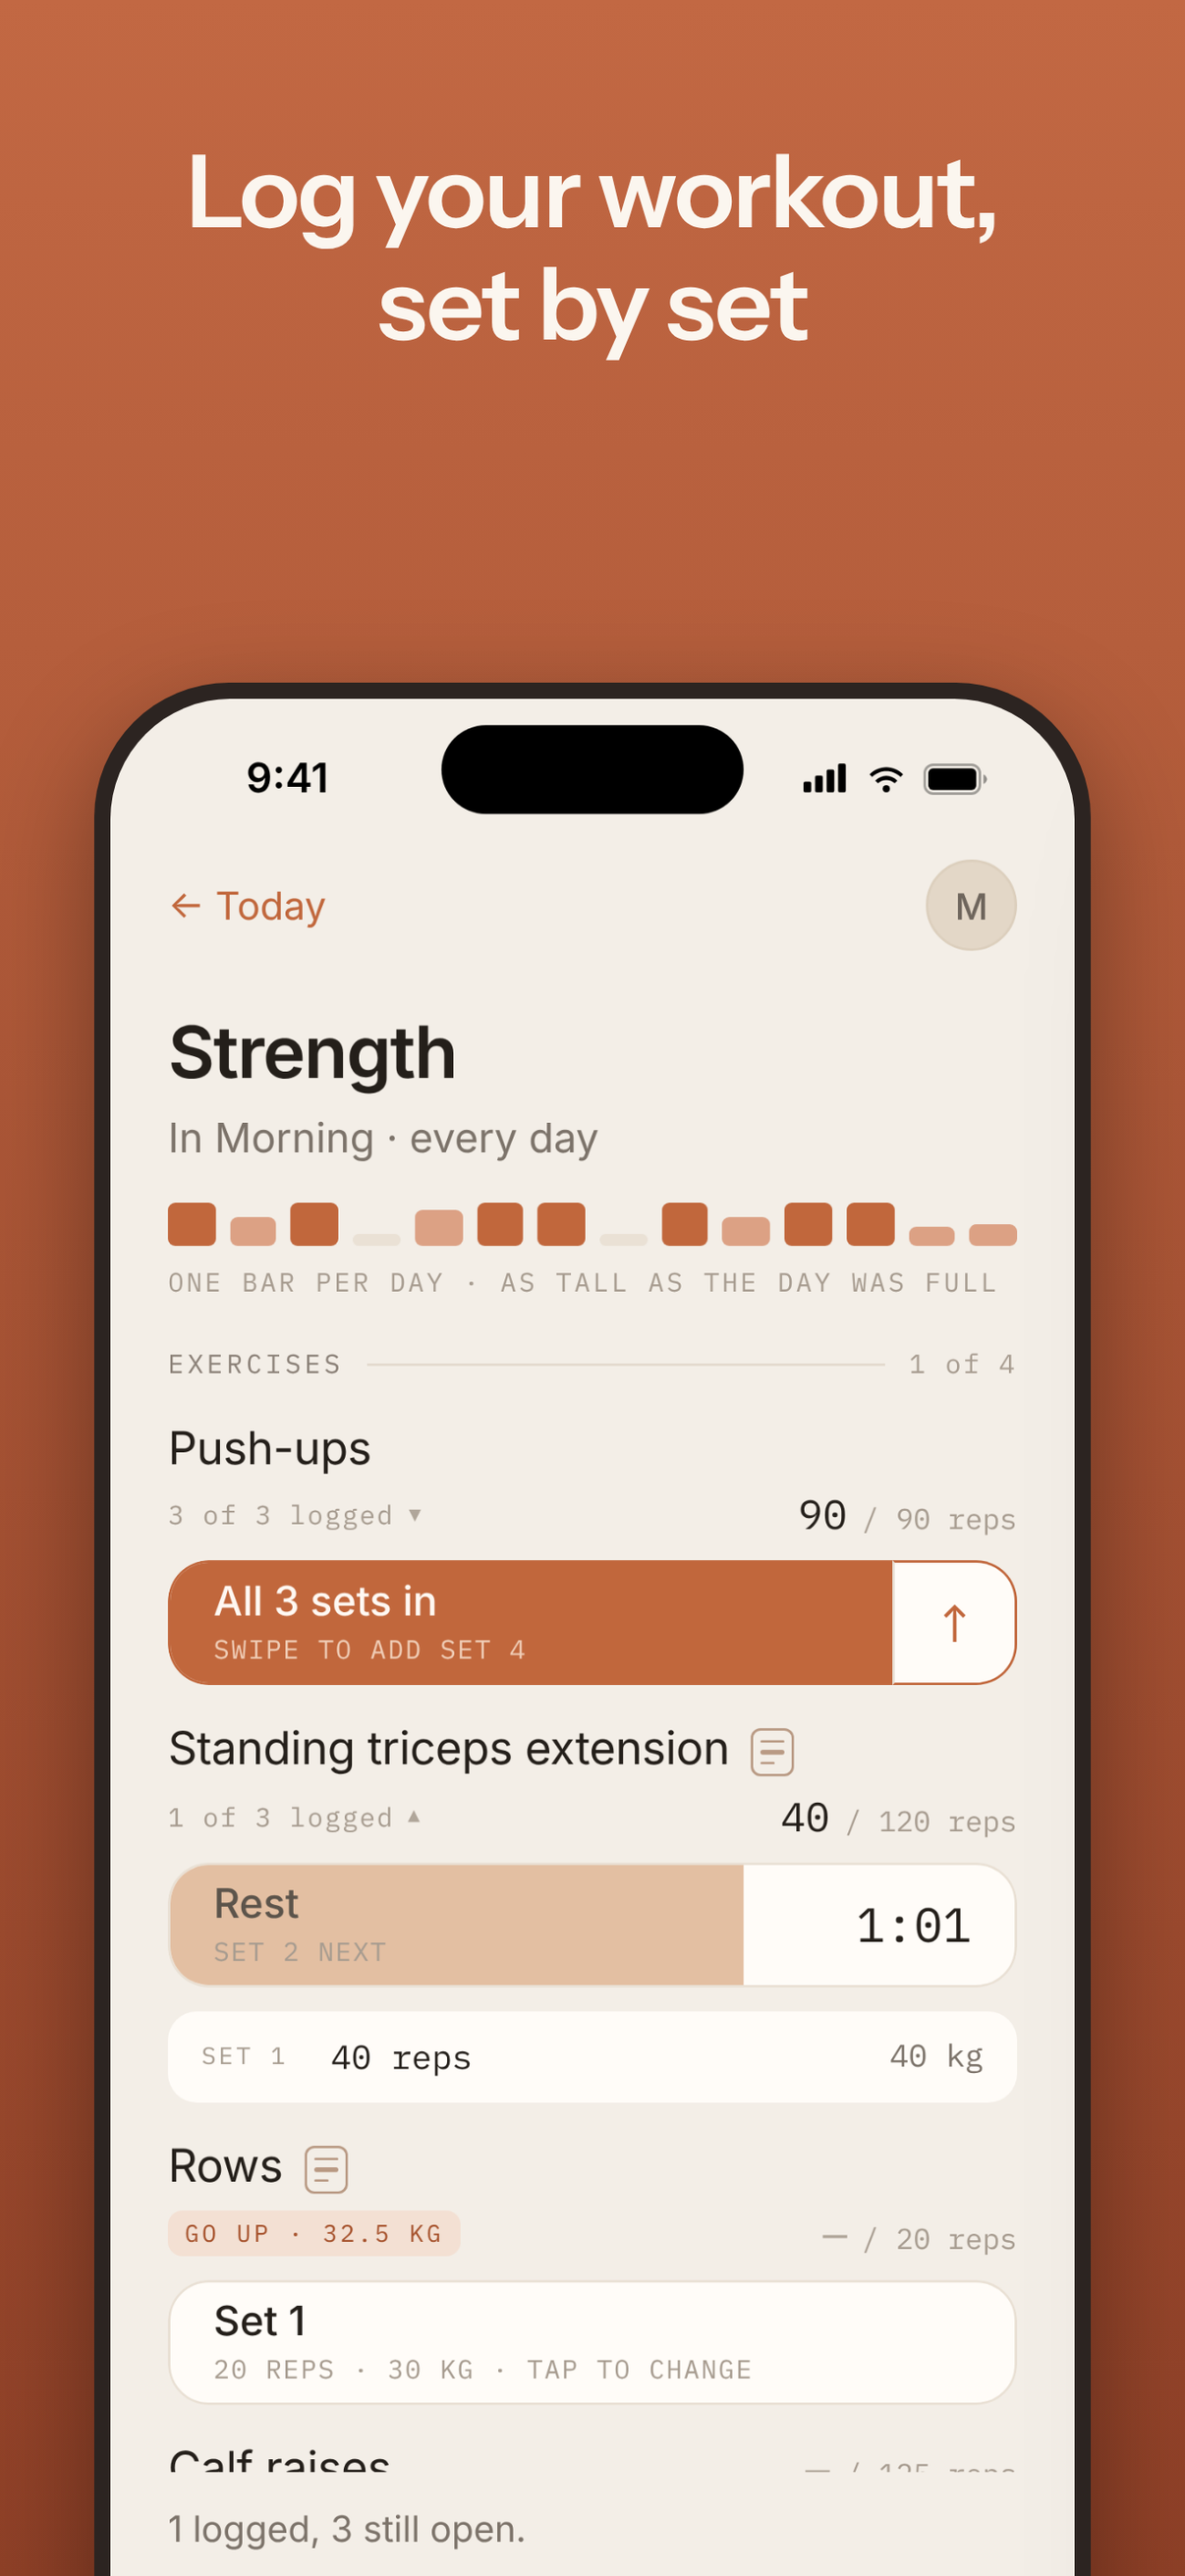 Log your workout,
set by set
9:41
← Today
M
Strength
In Morning · every day
ONE BAR PER DAY · AS TALL AS THE DAY WAS FULL
EXERCISES 1 of 4
Push-ups
3 of 3 logged ▼ 90 / 90 reps
All 3 sets in
SWIPE TO ADD SET 4
↑
Standing triceps extension
1 of 3 logged ▲ 40 / 120 reps
Rest
SET 2 NEXT
1:01
SET 1 40 reps 40 kg
Rows
GO UP · 32.5 KG — / 20 reps
Set 1
20 REPS · 30 KG · TAP TO CHANGE
Calf raises — / 125 reps
1 logged, 3 still open.